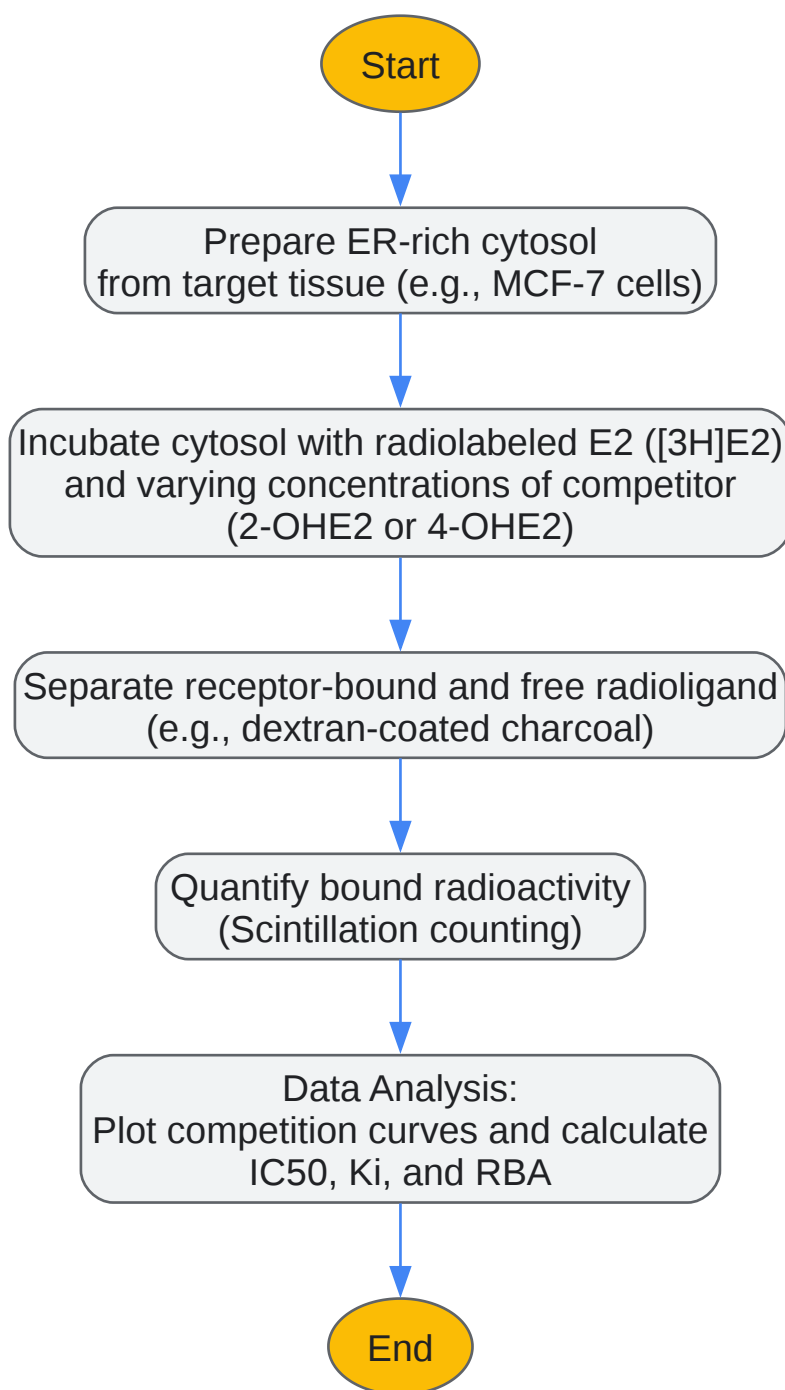 Start
Prepare ER-rich cytosol
from target tissue (e.g., MCF-7 cells)
Incubate cytosol with radiolabeled E2 ([3H]E2)
and varying concentrations of competitor
(2-OHE2 or 4-OHE2)
Separate receptor-bound and free radioligand
(e.g., dextran-coated charcoal)
Quantify bound radioactivity
(Scintillation counting)
Data Analysis:
Plot competition curves and calculate
IC50, Ki, and RBA
End